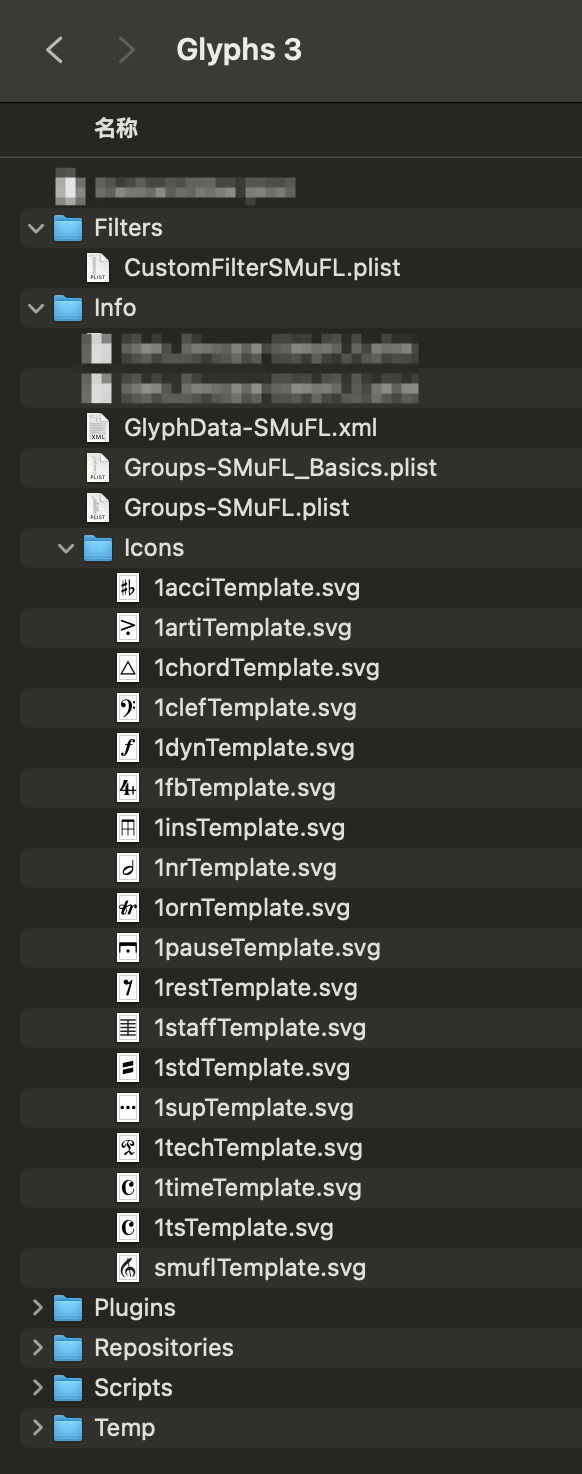 Glyphs 3
名称
Filters
CustomFilterSMuFL.plist
Info
GlyphData-SMuFL.xml
Groups-SMuFL_Basics.plist
Groups-SMuFL.plist
Icons
1acciTemplate.svg
1artiTemplate.svg
1chordTemplate.svg
1clefTemplate.svg
1dynTemplate.svg
1fbTemplate.svg
1insTemplate.svg
1nrTemplate.svg
1ornTemplate.svg
1pauseTemplate.svg
1restTemplate.svg
1staffTemplate.svg
1stdTemplate.svg
1supTemplate.svg
1techTemplate.svg
1timeTemplate.svg
1tsTemplate.svg
smuflTemplate.svg
Plugins
Repositories
Scripts
Temp